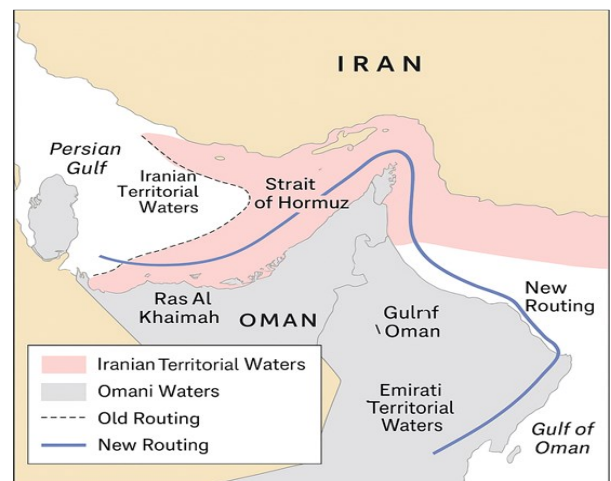 IRAN
Persian
Gulf
Iranian
Territorial
Waters
Strait
of Hormuz
Ras Al
Khaimah
OMAN
New
Routing
Oman
Emirati
Territorial
Waters
Gulf of
Oman
Iranian Territorial Waters
Omani Waters
Old Routing
New Routing